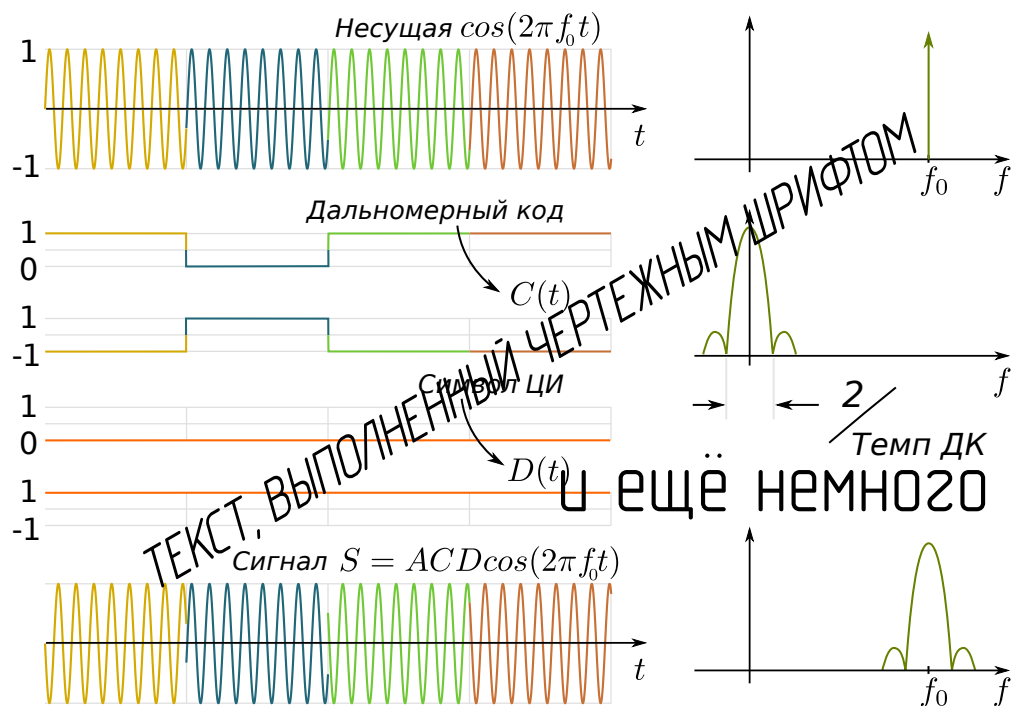 Несущая cos(2πf₀t)
1
-1
t
f₀
f
Дальномерный код
1
0
C(t)
1
-1
f
Символ ЦИ
1
0
2/
Темп ДК
D(t)
1
-1
ТЕКСТ, ВЫПОЛНЕННЫЙ ЧЕРТЕЖНЫМ ШРИФТОМ
и ещё немного
Сигнал S = ACDcos(2πf₀t)
t
f₀
f